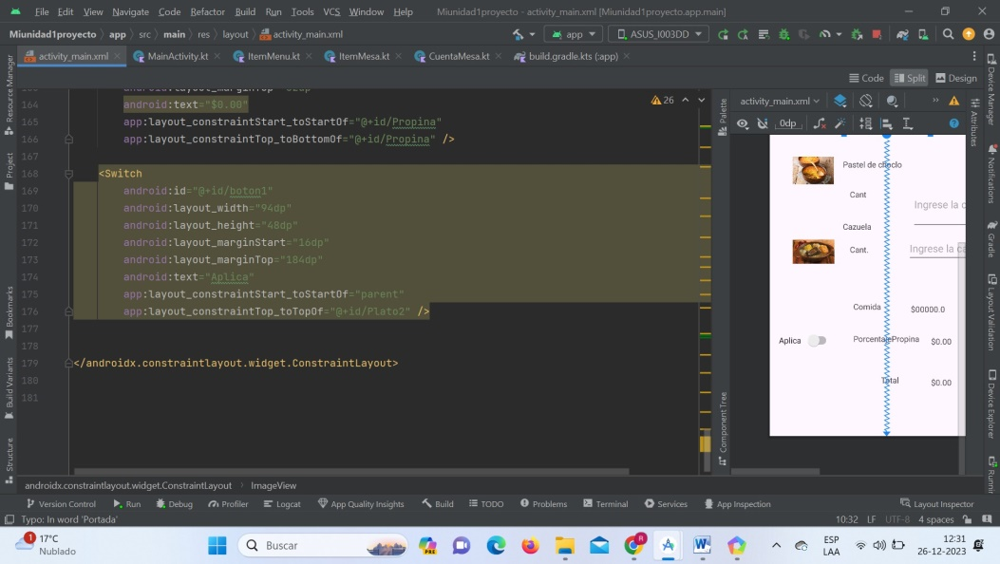 File Edit View Navigate Code Refactor Build Run Tools VCS Window Help Miunidad1proyecto - activity_main.xml [Miunidad1proyecto.app.main]
Miunidad1proyecto app src main res layout activity_main.xml app ASUS_I003DD
activity_main.xml MainActivity.kt ItemMenu.kt ItemMesa.kt CuentaMesa.kt build.gradle.kts (:app)
Code Split Design
Resource Manager
Project
Bookmarks
Build Variants
Structure
26
164 android:text="$0.00"
165 app:layout_constraintStart_toStartOf="@+id/Propina"
166 app:layout_constraintTop_toBottomOf="@+id/Propina" />
167
168 <Switch
169 android:id="@+id/boton1"
170 android:layout_width="94dp"
171 android:layout_height="48dp"
172 android:layout_marginStart="16dp"
173 android:layout_marginTop="184dp"
174 android:text="Aplica"
175 app:layout_constraintStart_toStartOf="parent"
176 app:layout_constraintTop_toTopOf="@+id/Plato2" />
177
178
179 </androidx.constraintlayout.widget.ConstraintLayout>
180
181
Palette
Component Tree
activity_main.xml
0dp
Pastel de choclo
Cant
Ingrese la c
Cazuela
Cant.
Ingrese la ca
Comida $00000.0
Aplica PorcentajePropina $0.00
Total $0.00
Attributes
Device Manager
Notifications
Gradle
Layout Validation
Device Explorer
androidx.constraintlayout.widget.ConstraintLayout ImageView
Version Control Run Debug Profiler Logcat App Quality Insights Build TODO Problems Terminal Services App Inspection Layout Inspector
Typo: In word 'Portada' 10:32 LF UTF-8 4 spaces
1 17°C
Nublado
Buscar
PRE
R
ESP
LAA
12:31
26-12-2023